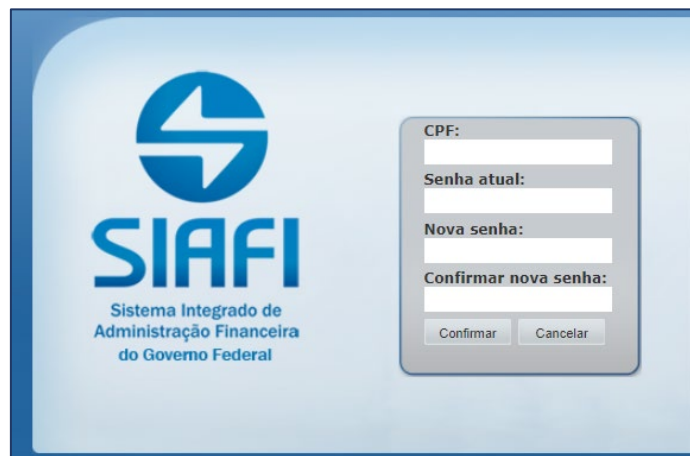 SIAFI
Sistema Integrado de
Administração Financeira
do Governo Federal
CPF:
Senha atual:
Nova senha:
Confirmar nova senha:
Confirmar Cancelar